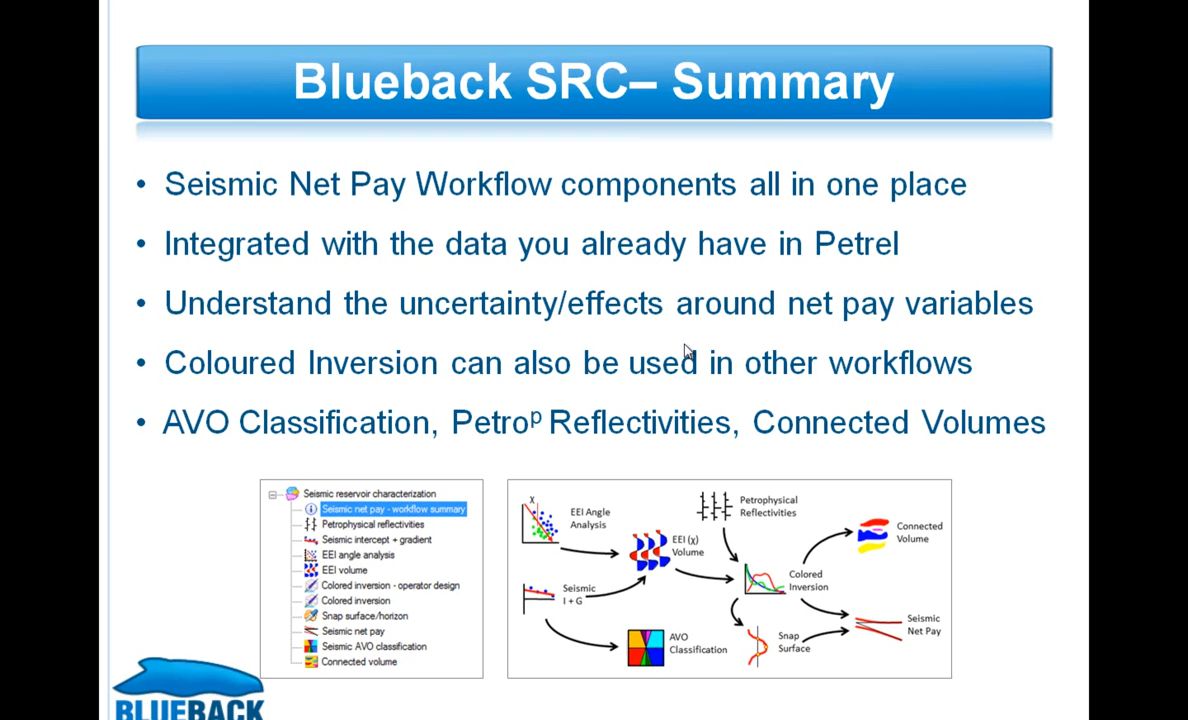 Blueback SRC– Summary
• Seismic Net Pay Workflow components all in one place
• Integrated with the data you already have in Petrel
• Understand the uncertainty/effects around net pay variables
• Coloured Inversion can also be used in other workflows
• AVO Classification, Petroᵖ Reflectivities, Connected Volumes
Seismic reservoir characterization
Seismic net pay - workflow summary
Petrophysical reflectivities
Seismic intercept + gradient
EEI angle analysis
EEI volume
Colored inversion - operator design
Colored inversion
Snap surface/horizon
Seismic net pay
Seismic AVO classification
Connected volume
χ
EEI Angle
Analysis
Seismic
I + G
EEI (χ)
Volume
AVO
Classification
Petrophysical
Reflectivities
Colored
Inversion
Snap
Surface
Connected
Volume
Seismic
Net Pay
BLUEBACK